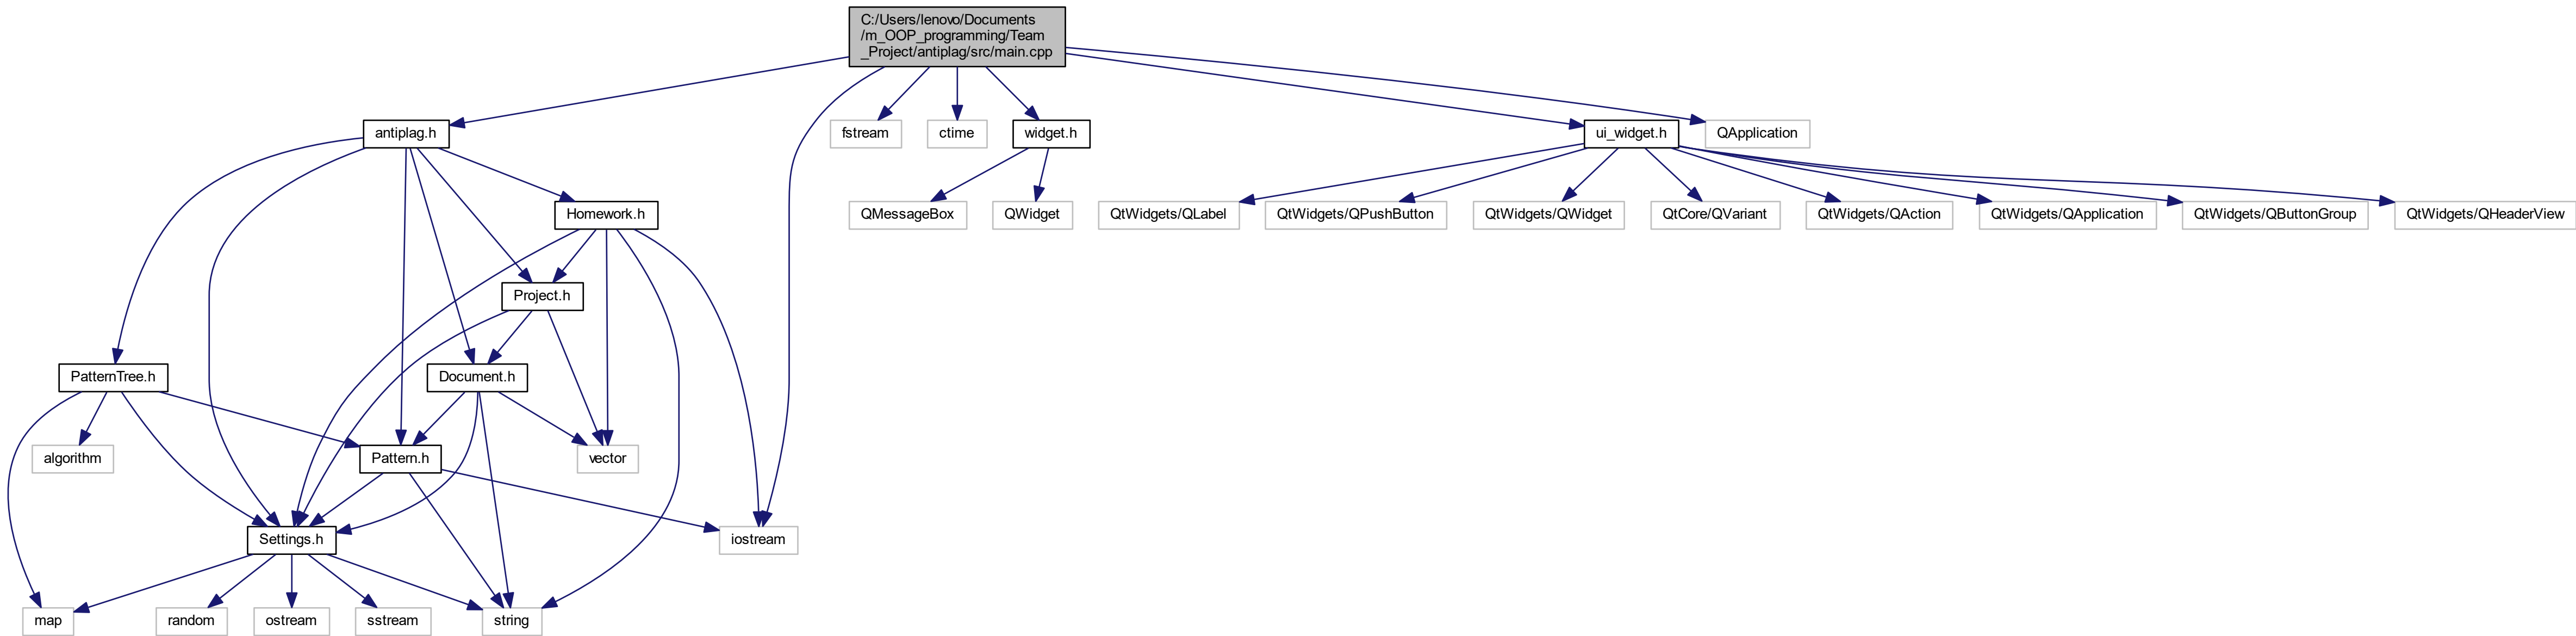 C:/Users/lenovo/Documents
/m_OOP_programming/Team
_Project/antiplag/src/main.cpp
antiplag.h
fstream
ctime
widget.h
ui_widget.h
QApplication
Homework.h
QMessageBox
QWidget
QtWidgets/QLabel
QtWidgets/QPushButton
QtWidgets/QWidget
QtCore/QVariant
QtWidgets/QAction
QtWidgets/QApplication
QtWidgets/QButtonGroup
QtWidgets/QHeaderView
Project.h
PatternTree.h
Document.h
algorithm
Pattern.h
vector
Settings.h
iostream
map
random
ostream
sstream
string